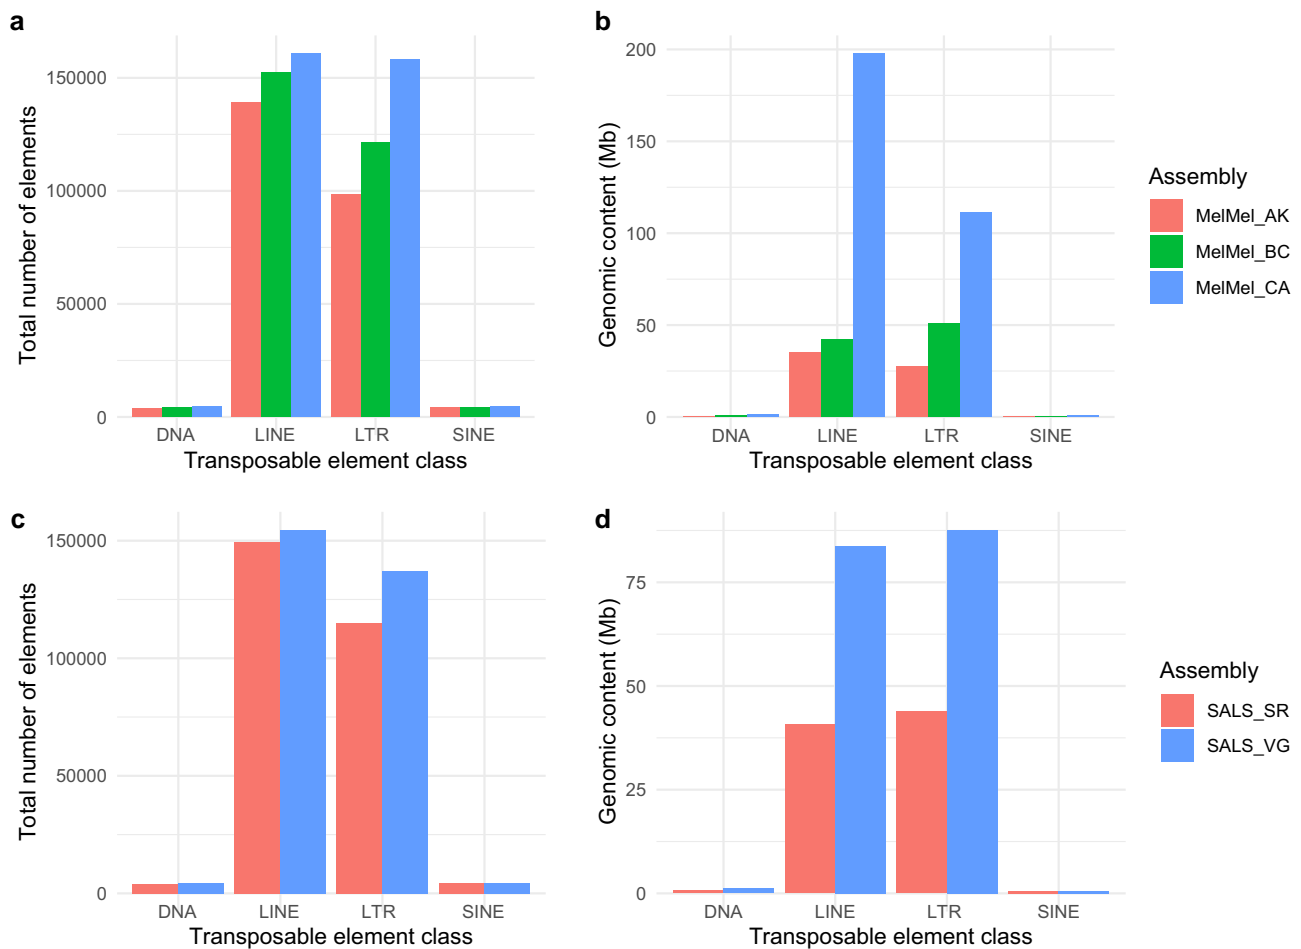 a
Total number of elements
150000
100000
50000
0
DNA
LINE
LTR
SINE
Transposable element class
b
Genomic content (Mb)
200
150
100
50
0
DNA
LINE
LTR
SINE
Transposable element class
Assembly
MelMel_AK
MelMel_BC
MelMel_CA
c
Total number of elements
150000
100000
50000
0
DNA
LINE
LTR
SINE
Transposable element class
d
Genomic content (Mb)
75
50
25
0
DNA
LINE
LTR
SINE
Transposable element class
Assembly
SALS_SR
SALS_VG